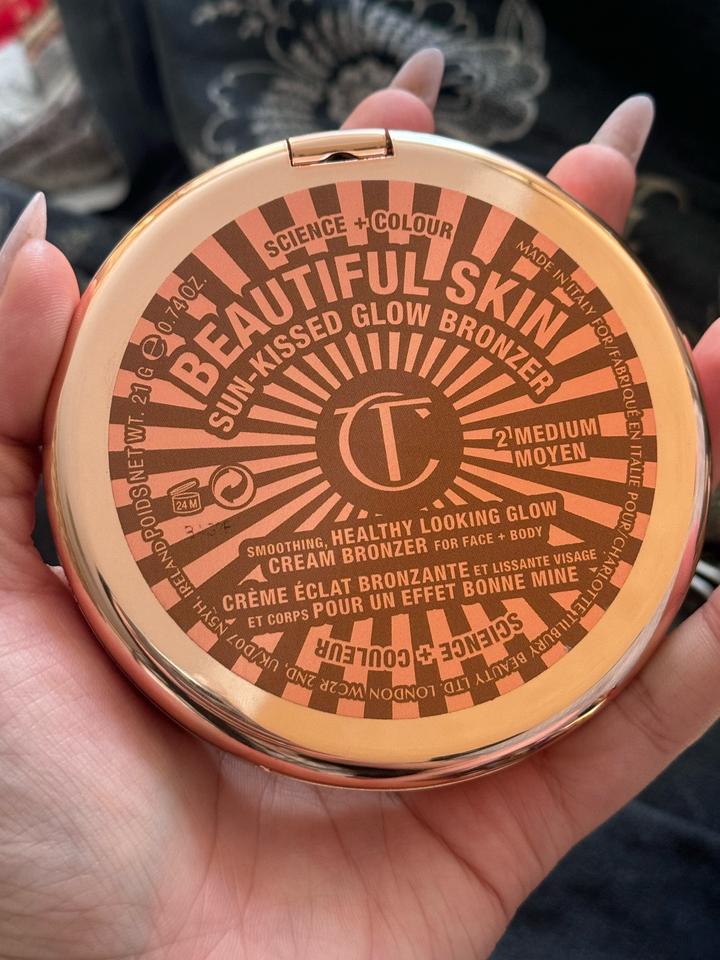 SCIENCE + COLOUR
BEAUTIFUL SKIN
SUN-KISSED GLOW BRONZER
CT
2 MEDIUM
MOYEN
SMOOTHING, HEALTHY LOOKING GLOW
CREAM BRONZER FOR FACE + BODY
CRÈME ÉCLAT BRONZANTE ET LISSANTE VISAGE
ET CORPS POUR UN EFFET BONNE MINE
SCIENCE + COULEUR
24 M
MADE IN ITALY FOR/FABRIQUÉ EN ITALIE POUR/CHARLOTTE TILBURY BEAUTY LTD. LONDON WC2R 2ND, UK/D07 N5YH, IRELAND
POIDS NET WT. 21 G e 0.74 OZ.